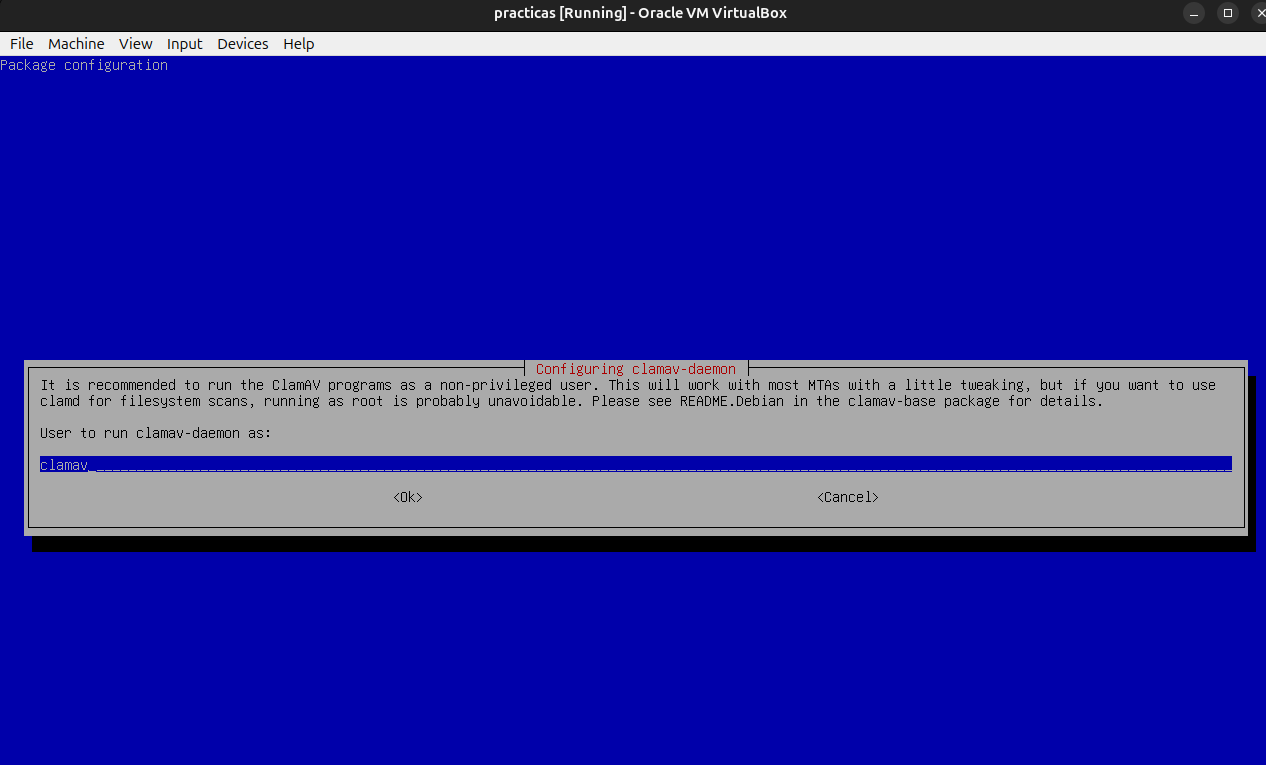 practicas [Running] - Oracle VM VirtualBox
File Machine View Input Devices Help
Package configuration
Configuring clamav-daemon
It is recommended to run the ClamAV programs as a non-privileged user. This will work with most MTAs with a little tweaking, but if you want to use
clamd for filesystem scans, running as root is probably unavoidable. Please see README.Debian in the clamav-base package for details.
User to run clamav-daemon as:
clamav
<Ok> <Cancel>